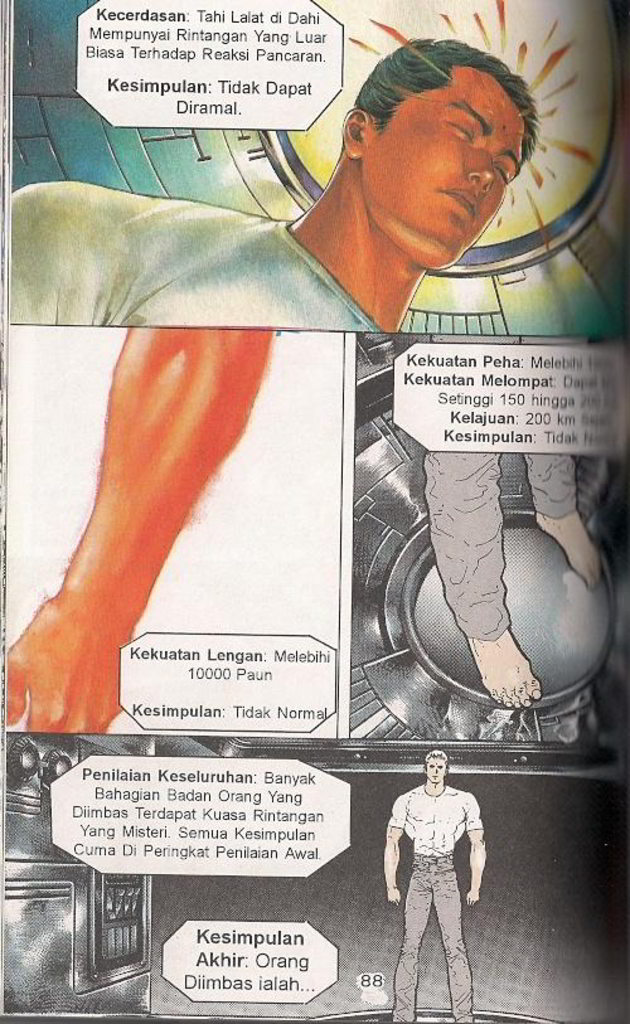 Kecerdasan: Tahi Lalat di Dahi
Mempunyai Rintangan Yang Luar
Biasa Terhadap Reaksi Pancaran.
Kesimpulan: Tidak Dapat
Diramal.
Kekuatan Peha: Melebihi
Kekuatan Melompat:
Setinggi 150 hingga
Kelajuan: 200 km
Kesimpulan: Tidak
Kekuatan Lengan: Melebihi
10000 Paun
Kesimpulan: Tidak Normal
Penilaian Keseluruhan: Banyak
Bahagian Badan Orang Yang
Diimbas Terdapat Kuasa Rintangan
Yang Misteri. Semua Kesimpulan
Cuma Di Peringkat Penilaian Awal.
Kesimpulan
Akhir: Orang
Diimbas ialah...
88